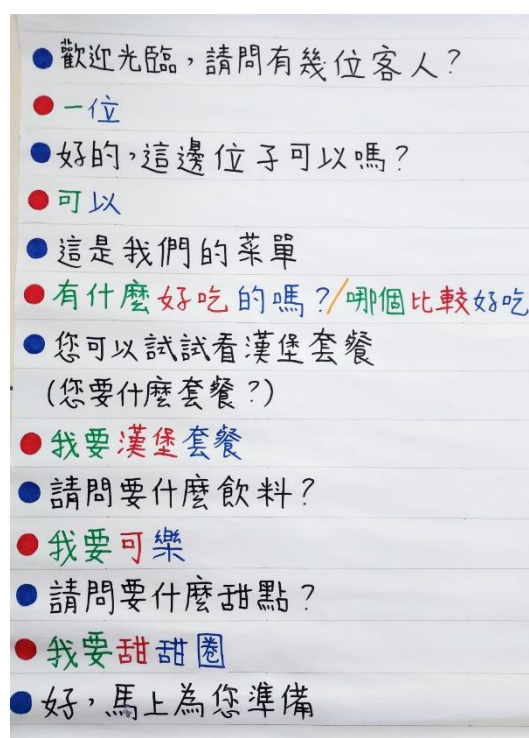 歡迎光臨，請問有幾位客人？
一位
好的，這邊位子可以嗎？
可以
這是我們的菜單
有什麼好吃的嗎？/哪個比較好吃
您可以試試看漢堡套餐
(您要什麼套餐？)
我要漢堡套餐
請問要什麼飲料？
我要可樂
請問要什麼甜點？
我要甜甜圈
好，馬上為您準備